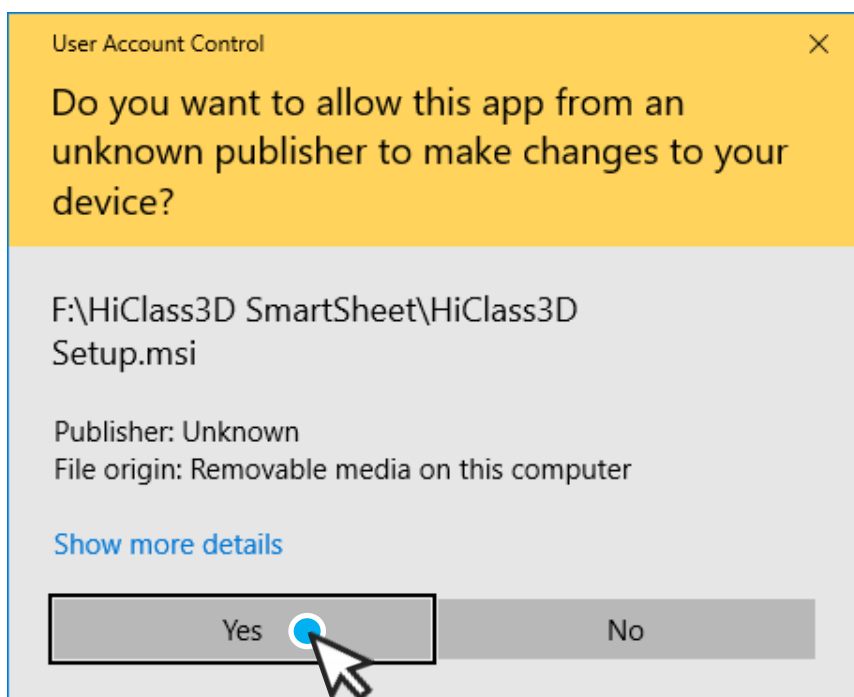 User Account Control
Do you want to allow this app from an
unknown publisher to make changes to your
device?
F:\HiClass3D SmartSheet\HiClass3D
Setup.msi
Publisher: Unknown
File origin: Removable media on this computer
Show more details
Yes
No